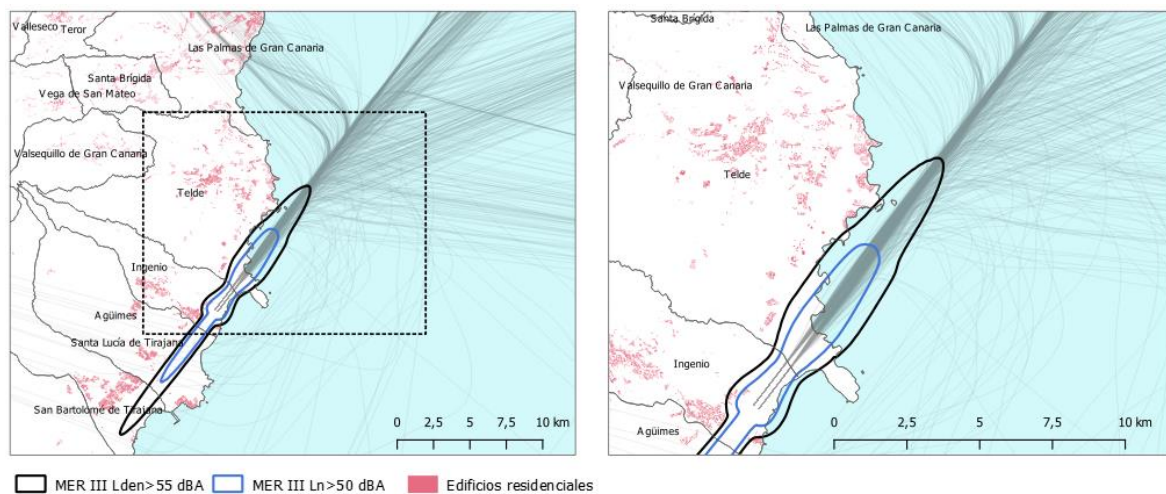 Valleseco
Teror
Las Palmas de Gran Canaria
Santa Brígida
Vega de San Mateo
Valsequillo de Gran Canaria
Telde
Ingenio
Agüimes
Santa Lucía de Tirajana
San Bartolomé de Tirajana
0 2,5 5 7,5 10 km
Santa Brígida
Las Palmas de Gran Canaria
Valsequillo de Gran Canaria
Telde
Ingenio
Agüimes
0 2,5 5 7,5 10 km
MER III Lden>55 dBA MER III Ln>50 dBA Edificios residenciales